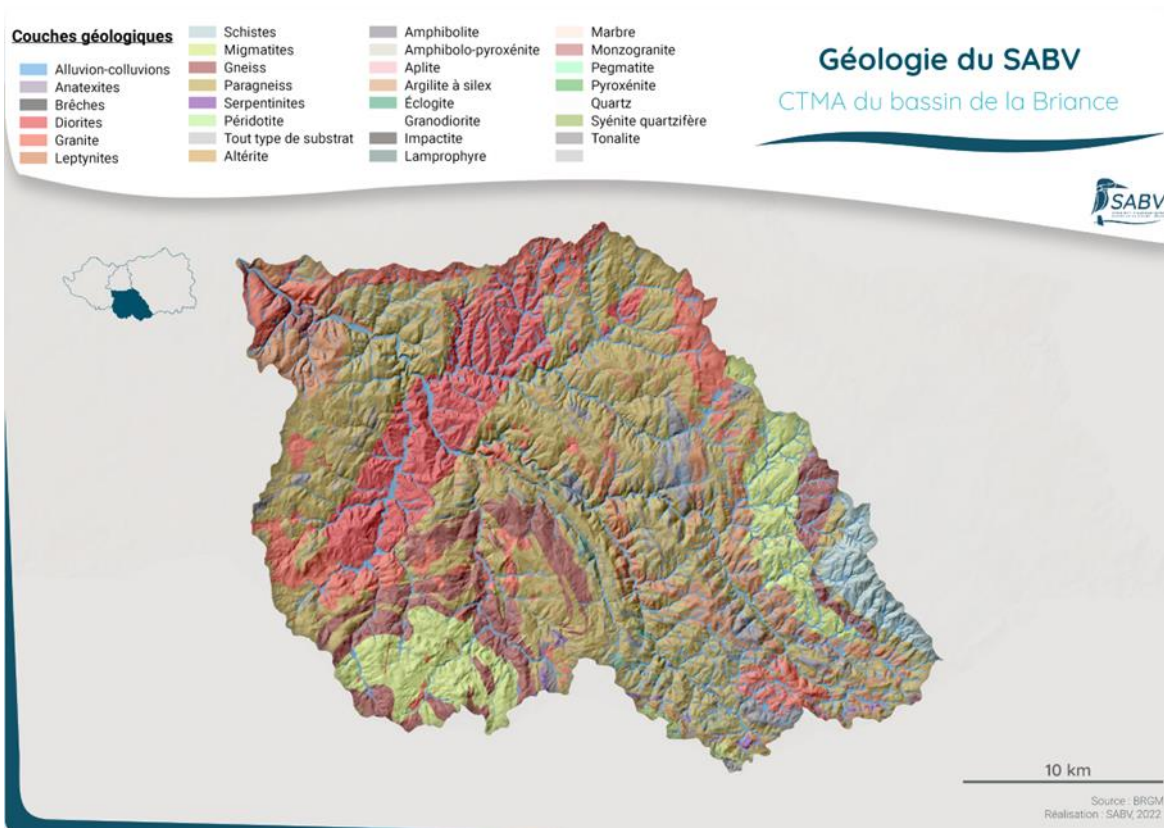 Couches géologiques
Alluvion-colluvions
Anatexites
Brêches
Diorites
Granite
Leptynites
Schistes
Migmatites
Gneiss
Paragneiss
Serpentinites
Péridotite
Tout type de substrat
Altérite
Amphibolite
Amphibolo-pyroxénite
Aplite
Argilite à silex
Éclogite
Granodiorite
Impactite
Lamprophyre
Marbre
Monzogranite
Pegmatite
Pyroxénite
Quartz
Syénite quartzifère
Tonalite
Géologie du SABV
CTMA du bassin de la Briance
SABV
10 km
Source : BRGM
Réalisation : SABV, 2022